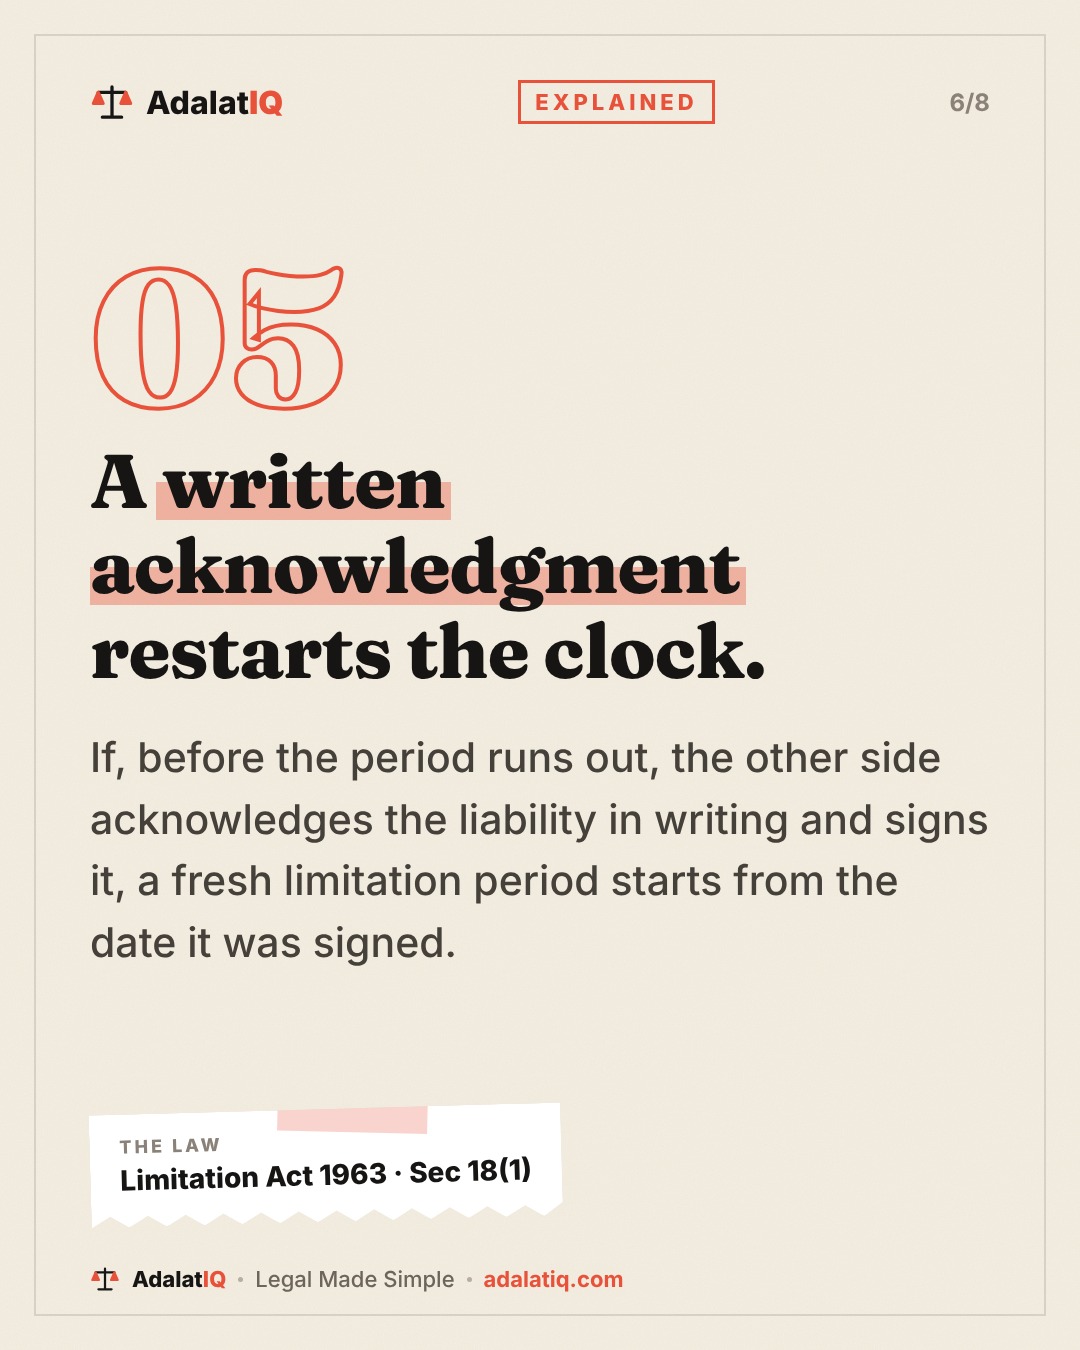 AdalatIQ
EXPLAINED
6/8
05
A written
acknowledgment
restarts the clock.
If, before the period runs out, the other side
acknowledges the liability in writing and signs
it, a fresh limitation period starts from the
date it was signed.
THE LAW
Limitation Act 1963 · Sec 18(1)
AdalatIQ • Legal Made Simple • adalatiq.com